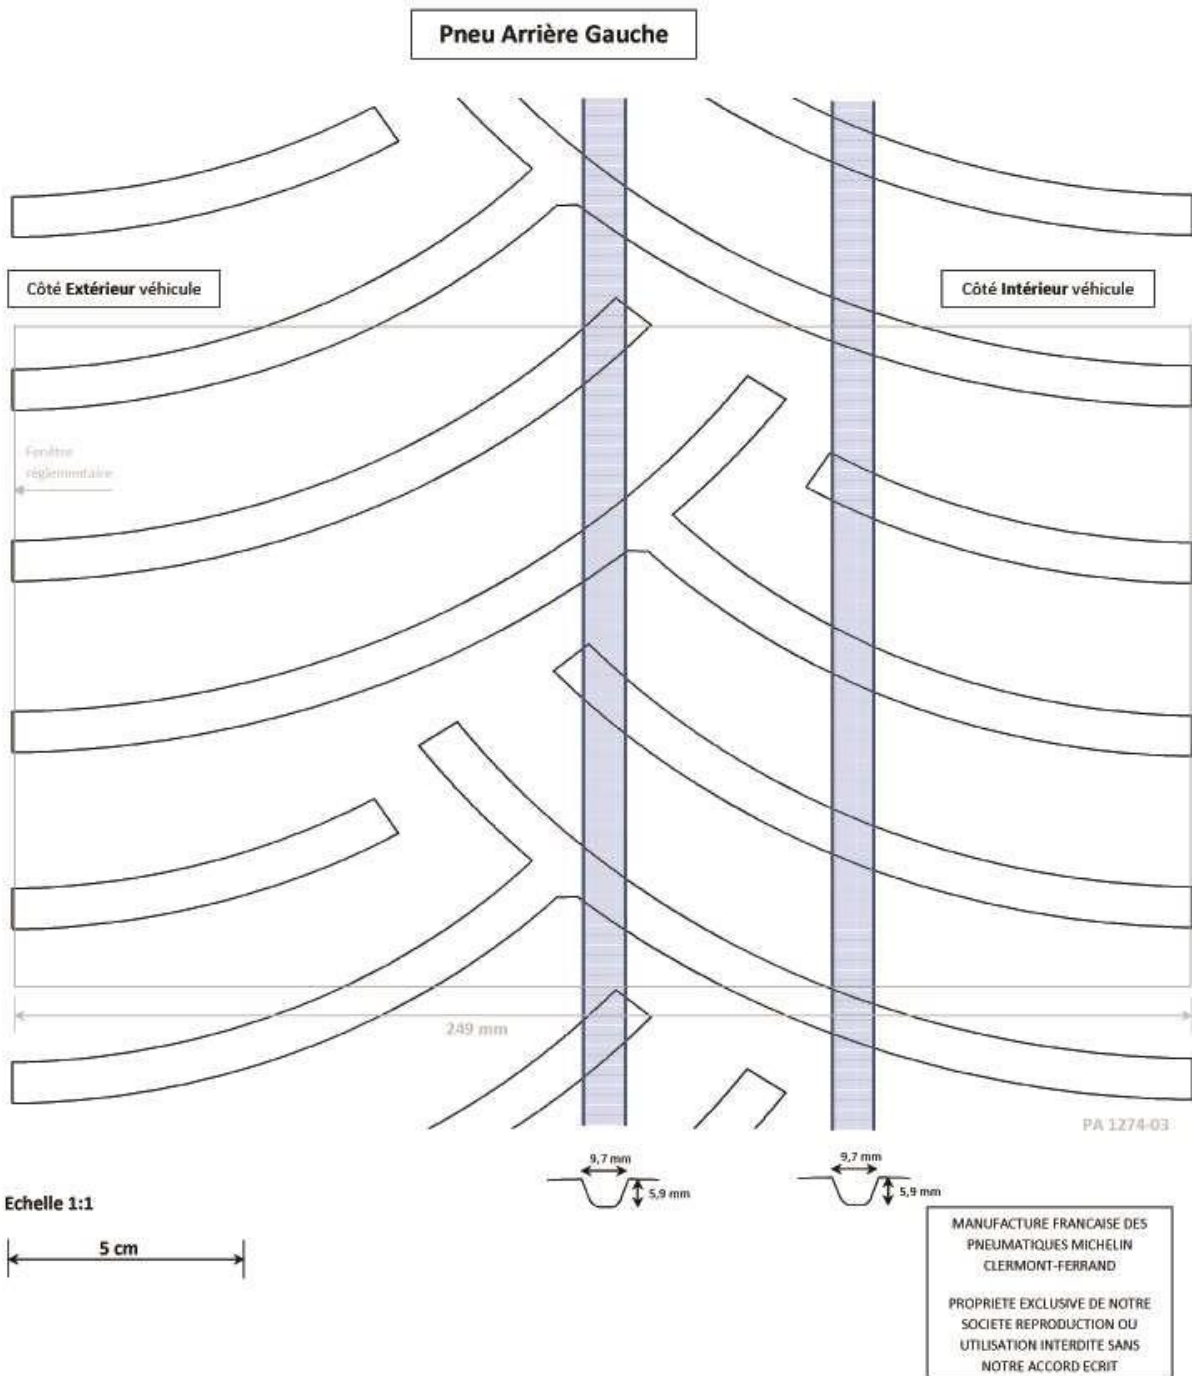 Pneu Arrière Gauche
Côté Extérieur véhicule
Côté Intérieur véhicule
Fenêtre
réglementaire
249 mm
PA 1274-03
9,7 mm
5,9 mm
9,7 mm
5,9 mm
Echelle 1:1
5 cm
MANUFACTURE FRANCAISE DES
PNEUMATIQUES MICHELIN
CLERMONT-FERRAND
PROPRIETE EXCLUSIVE DE NOTRE
SOCIETE REPRODUCTION OU
UTILISATION INTERDITE SANS
NOTRE ACCORD ECRIT